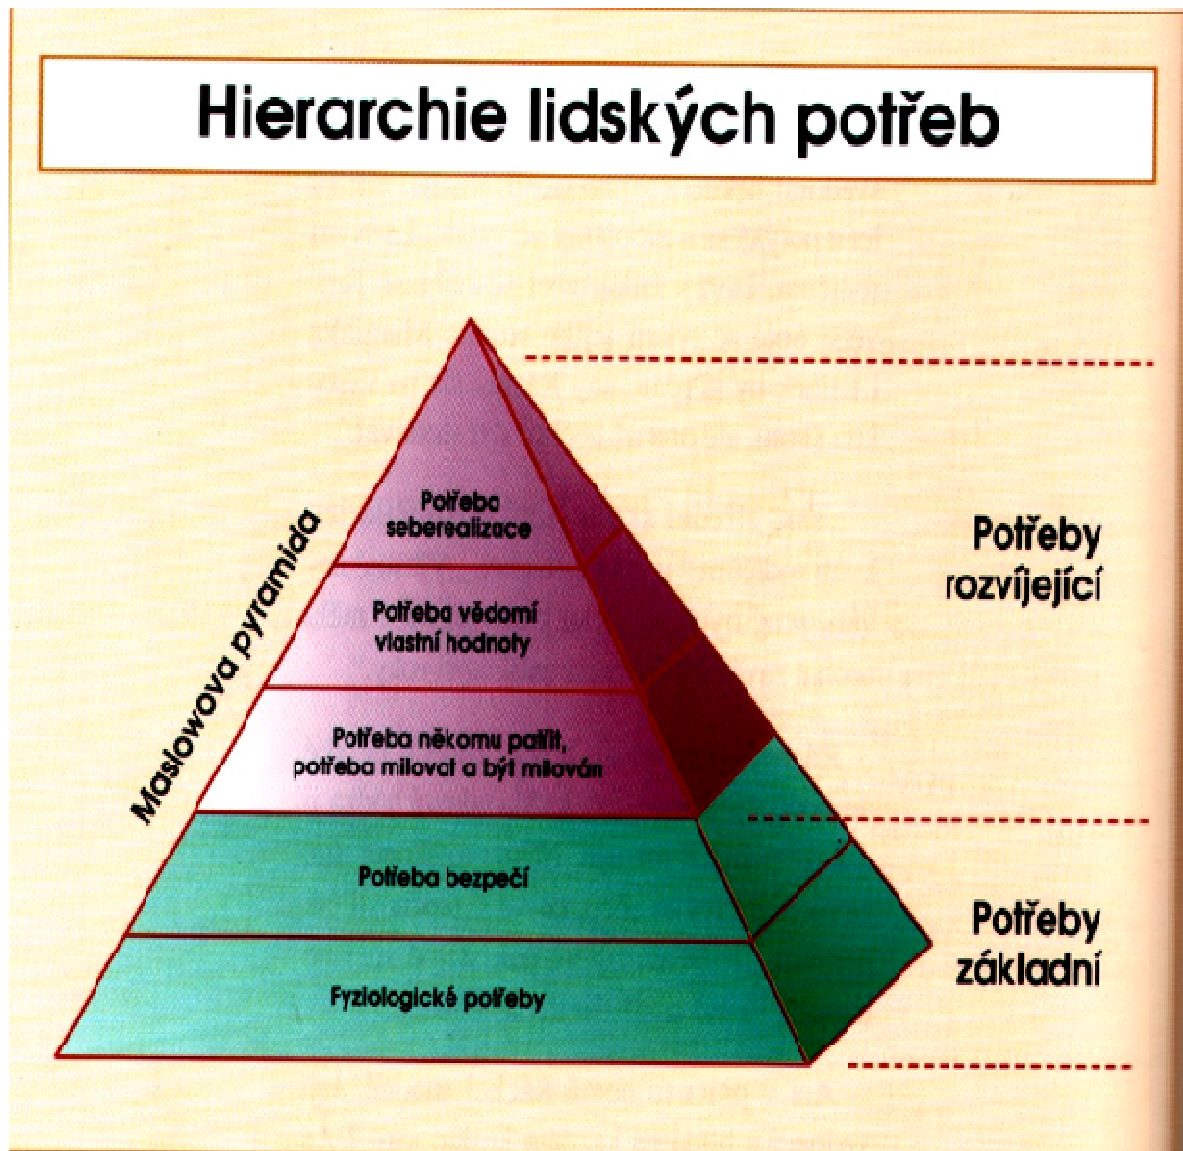 Hierarchie lidských potřeb
Maslowova pyramida
Potřeba
seberealizace
Potřeba vědomí
vlastní hodnoty
Potřeba někomu patřit,
potřeba milovat a být milován
Potřeba bezpečí
Fyziologické potřeby
Potřeby
rozvíjející
Potřeby
základní